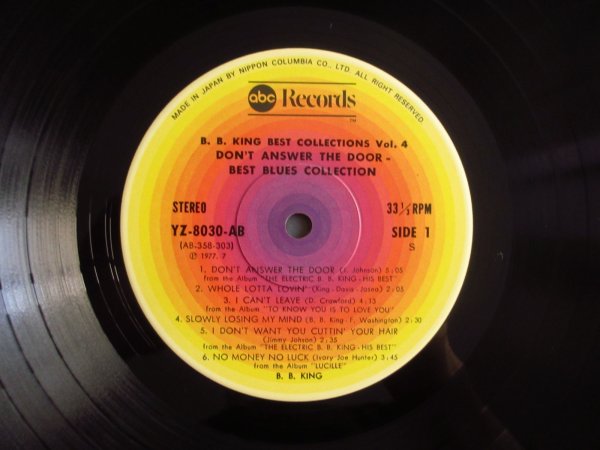 MADE IN JAPAN BY NIPPON COLUMBIA CO., LTD. ALL RIGHT RESERVED.
abc Records
TM
B. B. KING BEST COLLECTIONS Vol. 4
DON'T ANSWER THE DOOR -
BEST BLUES COLLECTION
STEREO 33 1/3 RPM
YZ-8030-AB SIDE 1
(AB-358-303) S
Ⓟ 1977. 7
1. DON'T ANSWER THE DOOR (J. Johnson) 5:05
from the Album "THE ELECTRIC B. B. KING - HIS BEST"
2. WHOLE LOTTA LOVIN' (King - Davis - Josea) 2:20
3. I CAN'T LEAVE (D. Crawford) 4:13
from the Album "TO KNOW YOU IS TO LOVE YOU"
4. SLOWLY LOSING MY MIND (B. B. King - F. Washington) 2:30
5. I DON'T WANT YOU CUTTIN' YOUR HAIR
(Jimmy Johson) 2:35
from the Album "THE ELECTRIC B. B. KING - HIS BEST"
6. NO MONEY NO LUCK (Ivory Joe Hunter) 3:45
from the Album "LUCILLE"
B. B. KING